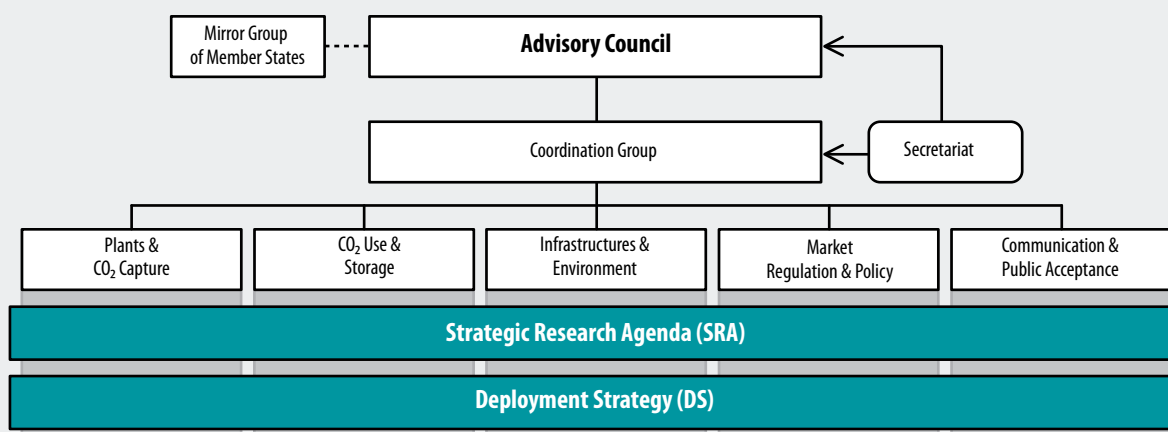 Mirror Group
of Member States
Advisory Council
Coordination Group
Secretariat
Plants &
CO₂ Capture
CO₂ Use &
Storage
Infrastructures &
Environment
Market
Regulation & Policy
Communication &
Public Acceptance
Strategic Research Agenda (SRA)
Deployment Strategy (DS)